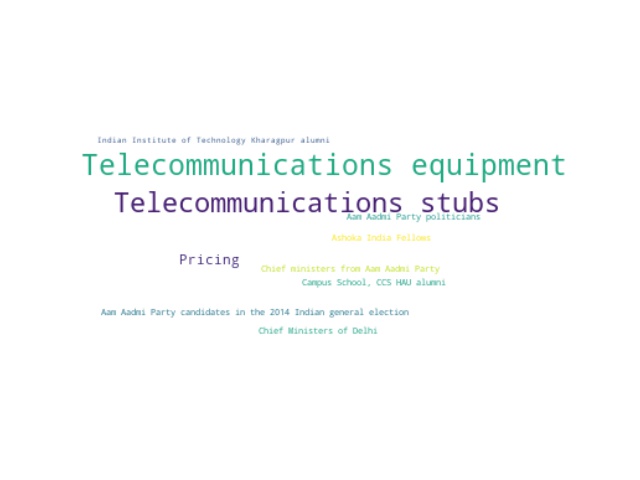 Indian Institute of Technology Kharagpur alumni
Telecommunications equipment
Telecommunications stubs
Aam Aadmi Party politicians
Ashoka India Fellows
Pricing
Chief ministers from Aam Aadmi Party
Campus School, CCS HAU alumni
Aam Aadmi Party candidates in the 2014 Indian general election
Chief Ministers of Delhi